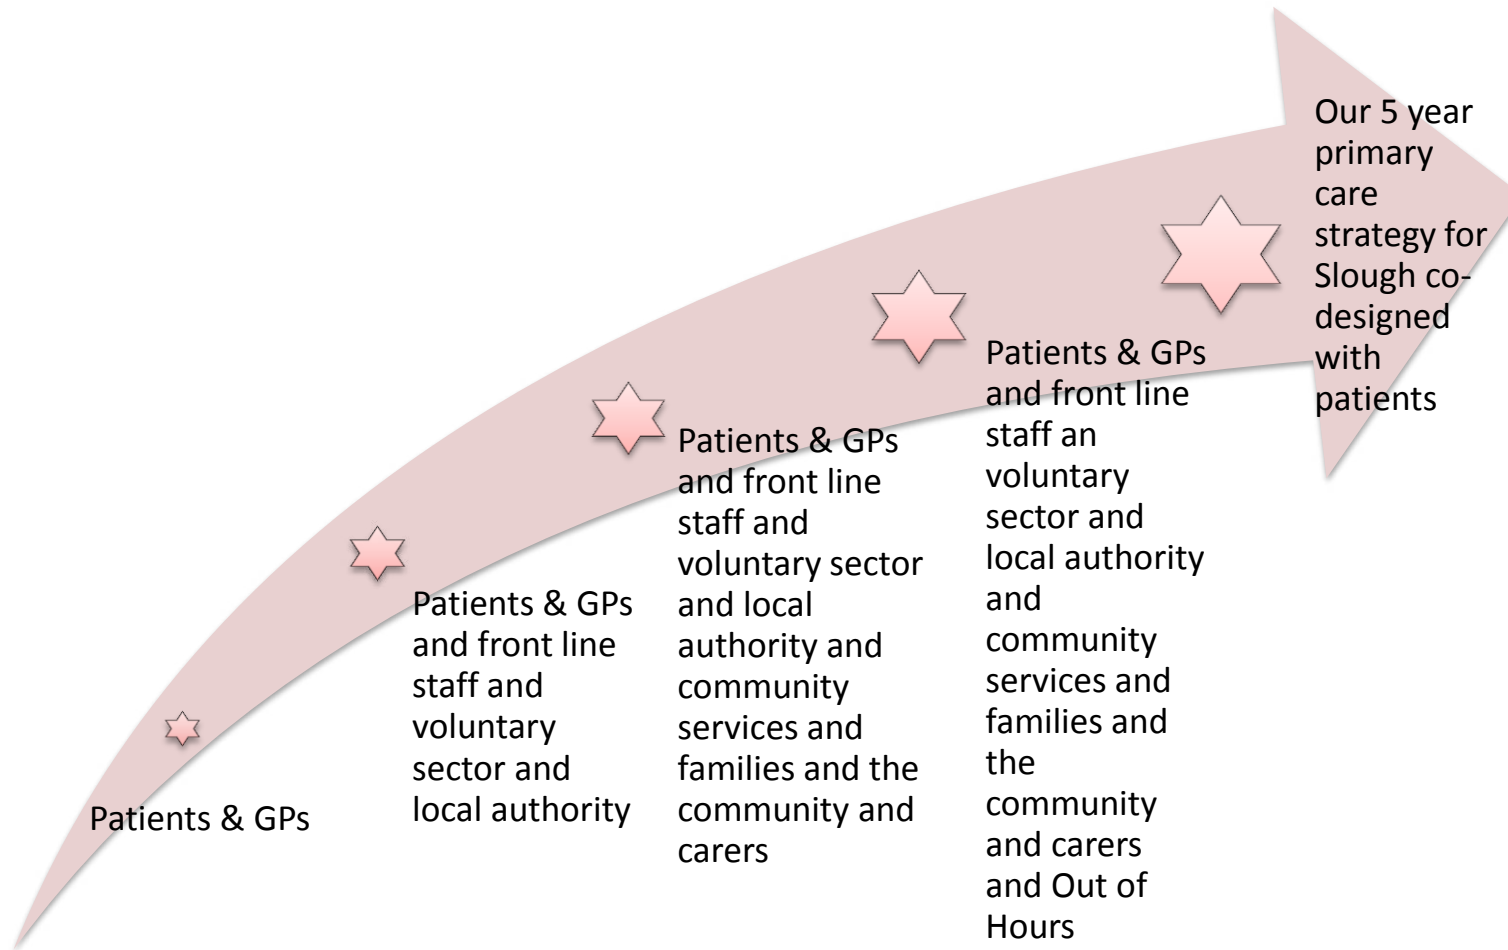 Patients & GPs
Patients & GPs
and front line
staff and
voluntary
sector and
local authority
Patients & GPs
and front line
staff and
voluntary sector
and local
authority and
community
services and
families and the
community and
carers
Patients & GPs
and front line
staff an
voluntary
sector and
local authority
and
community
services and
families and
the
community
and carers
and Out of
Hours
Our 5 year
primary
care
strategy for
Slough co-
designed
with
patients